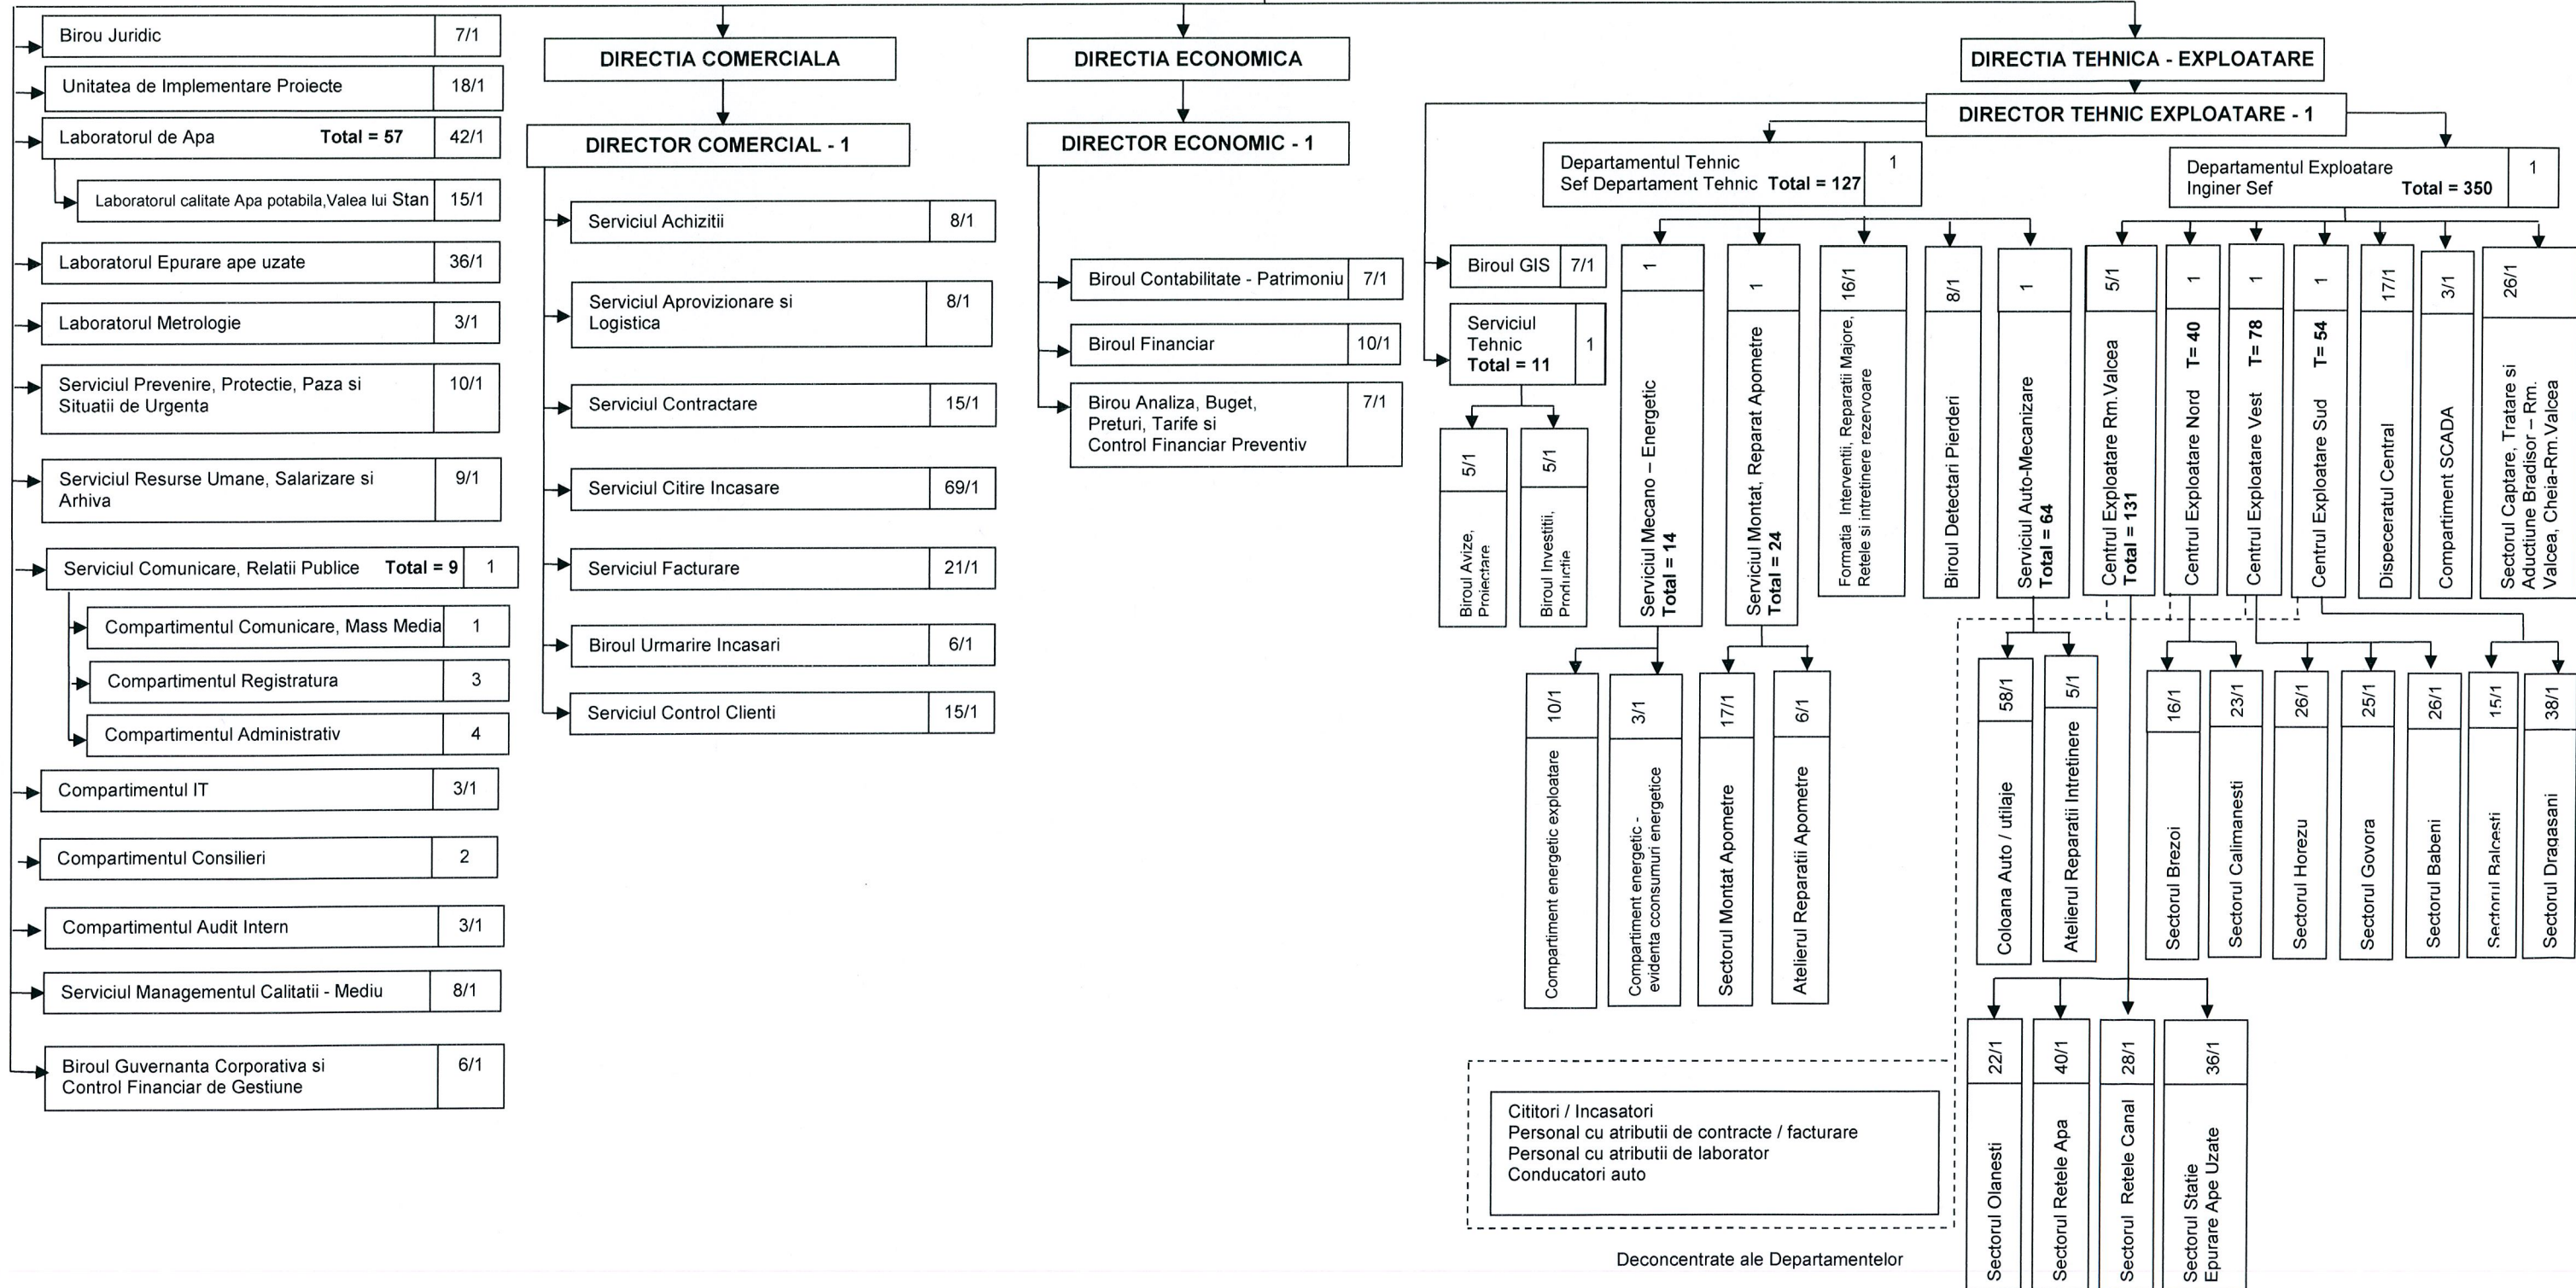 Birou Juridic 7/1
Unitatea de Implementare Proiecte 18/1
Laboratorul de Apa Total = 57 42/1
Laboratorul calitate Apa potabila,Valea lui Stan 15/1
Laboratorul Epurare ape uzate 36/1
Laboratorul Metrologie 3/1
Serviciul Prevenire, Protectie, Paza si 10/1
Situatii de Urgenta
Serviciul Resurse Umane, Salarizare si 9/1
Arhiva
Serviciul Comunicare, Relatii Publice Total = 9 1
Compartimentul Comunicare, Mass Media 1
Compartimentul Registratura 3
Compartimentul Administrativ 4
Compartimentul IT 3/1
Compartimentul Consilieri 2
Compartimentul Audit Intern 3/1
Serviciul Managementul Calitatii - Mediu 8/1
Biroul Guvernanta Corporativa si 6/1
Control Financiar de Gestiune
DIRECTIA COMERCIALA
DIRECTOR COMERCIAL - 1
Serviciul Achizitii 8/1
Serviciul Aprovizionare si 8/1
Logistica
Serviciul Contractare 15/1
Serviciul Citire Incasare 69/1
Serviciul Facturare 21/1
Biroul Urmarire Incasari 6/1
Serviciul Control Clienti 15/1
DIRECTIA ECONOMICA
DIRECTOR ECONOMIC - 1
Biroul Contabilitate - Patrimoniu 7/1
Biroul Financiar 10/1
Birou Analiza, Buget, 7/1
Preturi, Tarife si
Control Financiar Preventiv
DIRECTIA TEHNICA - EXPLOATARE
DIRECTOR TEHNIC EXPLOATARE - 1
Departamentul Tehnic 1
Sef Departament Tehnic Total = 127
Departamentul Exploatare 1
Inginer Sef Total = 350
Biroul GIS 7/1
Serviciul
Tehnic 1
Total = 11
Biroul Avize, 5/1
Proiectare
Biroul Investitii, 5/1
Productie
Serviciul Mecano – Energetic 1
Total = 14
Serviciul Montat, Reparat Apometre 1
Total = 24
Formatia Interventii, Reparatii Majore, 16/1
Retele si intretinere rezervoare
Biroul Detectari Pierderi 8/1
Serviciul Auto-Mecanizare 1
Total = 64
Centrul Exploatare Rm.Valcea 5/1
Total = 131
Centrul Exploatare Nord T= 40 1
Centrul Exploatare Vest T= 78 1
Centrul Exploatare Sud T= 54 1
Dispeceratul Central 17/1
Compartiment SCADA 3/1
Sectorul Captare, Tratare si 26/1
Aductiune Bradisor – Rm.
Valcea, Cheia-Rm.Valcea
Compartiment energetic exploatare 10/1
Compartiment energetic - 3/1
evidenta cconsumuri energetice
Sectorul Montat Apometre 17/1
Atelierul Reparatii Apometre 6/1
Coloana Auto / utilaje 58/1
Atelierul Reparatii Intretinere 5/1
Sectorul Brezoi 16/1
Sectorul Calimanesti 23/1
Sectorul Horezu 26/1
Sectorul Govora 25/1
Sectorul Babeni 26/1
Sectorul Balcesti 15/1
Sectorul Dragasani 38/1
Sectorul Olanesti 22/1
Sectorul Retele Apa 40/1
Sectorul Retele Canal 28/1
Sectorul Statie 36/1
Epurare Ape Uzate
Cititori / Incasatori
Personal cu atributii de contracte / facturare
Personal cu atributii de laborator
Conducatori auto
Deconcentrate ale Departamentelor